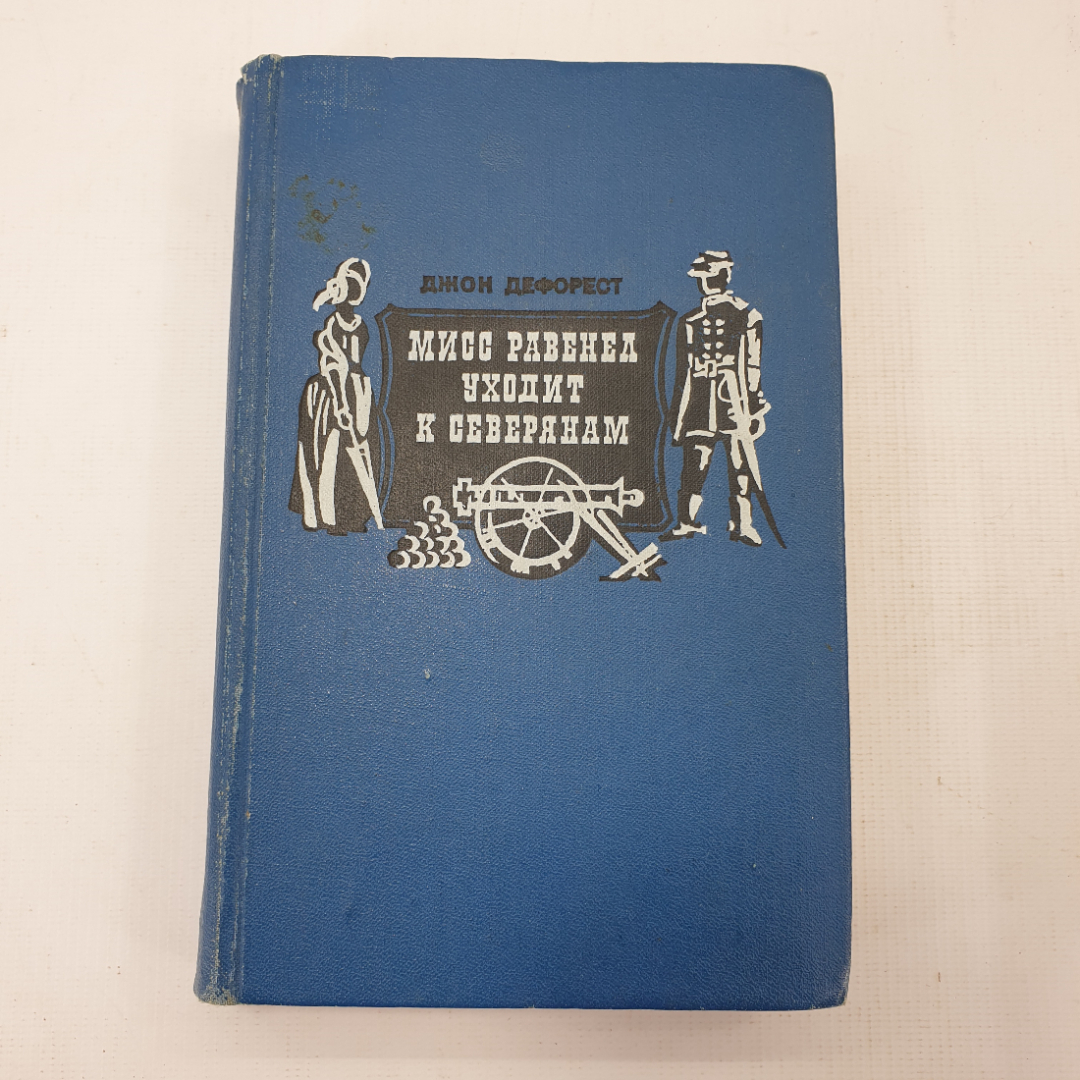 ДЖОН ДЕФОРЕСТ
МИСС РАВЕНЕЛ
УХОДИТ
К СЕВЕРЯНАМ